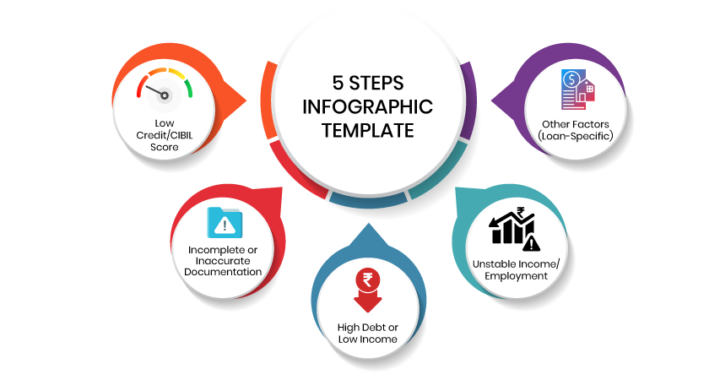 5 STEPS
INFOGRAPHIC
TEMPLATE
Low
Credit/CIBIL
Score
Incomplete or
Inaccurate
Documentation
₹
High Debt or
Low Income
₹
Unstable Income/
Employment
$
Other Factors
(Loan-Specific)